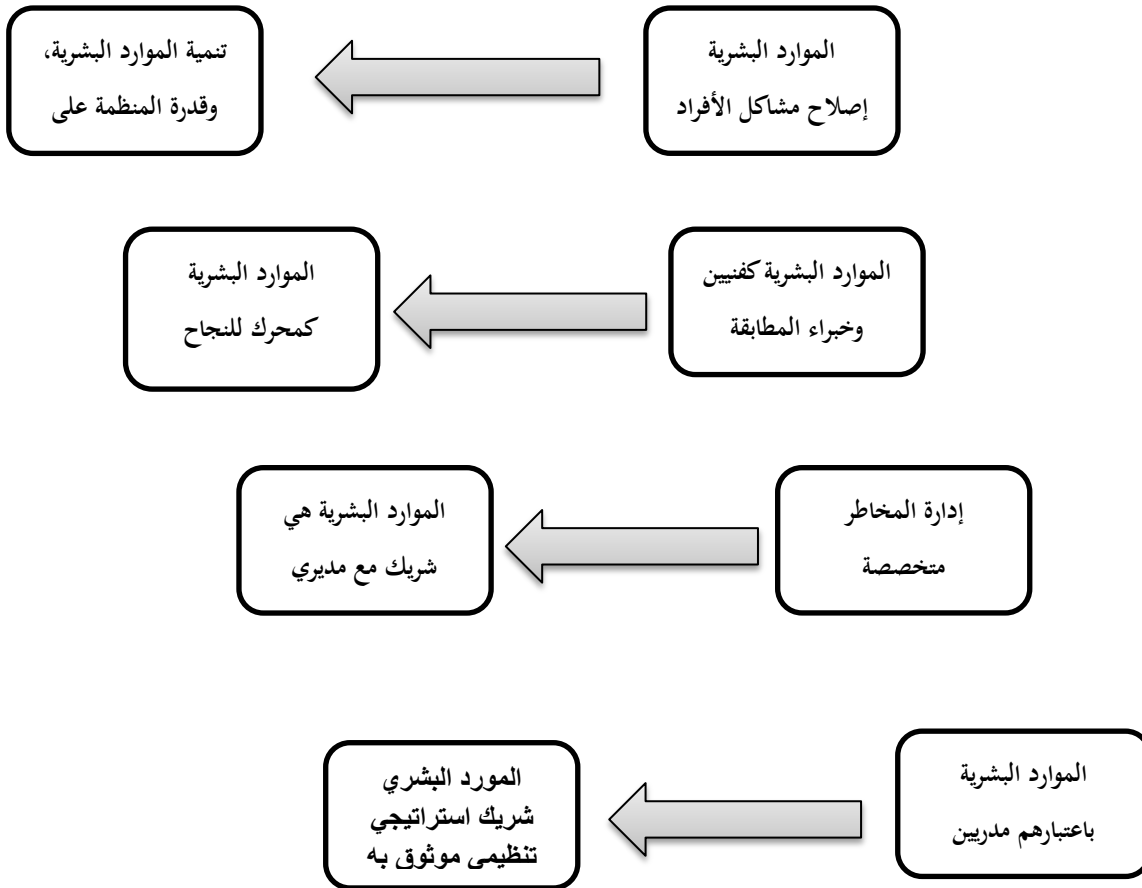 الموارد البشرية
إصلاح مشاكل الأفراد
تنمية الموارد البشرية،
وقدرة المنظمة على
الموارد البشرية كفنيين
وخبراء المطابقة
الموارد البشرية
كمحرك للنجاح
إدارة المخاطر
متخصصة
الموارد البشرية هي
شريك مع مديري
الموارد البشرية
باعتبارهم مدريين
المورد البشري
شريك استراتيجي
تنظيمي موثوق به